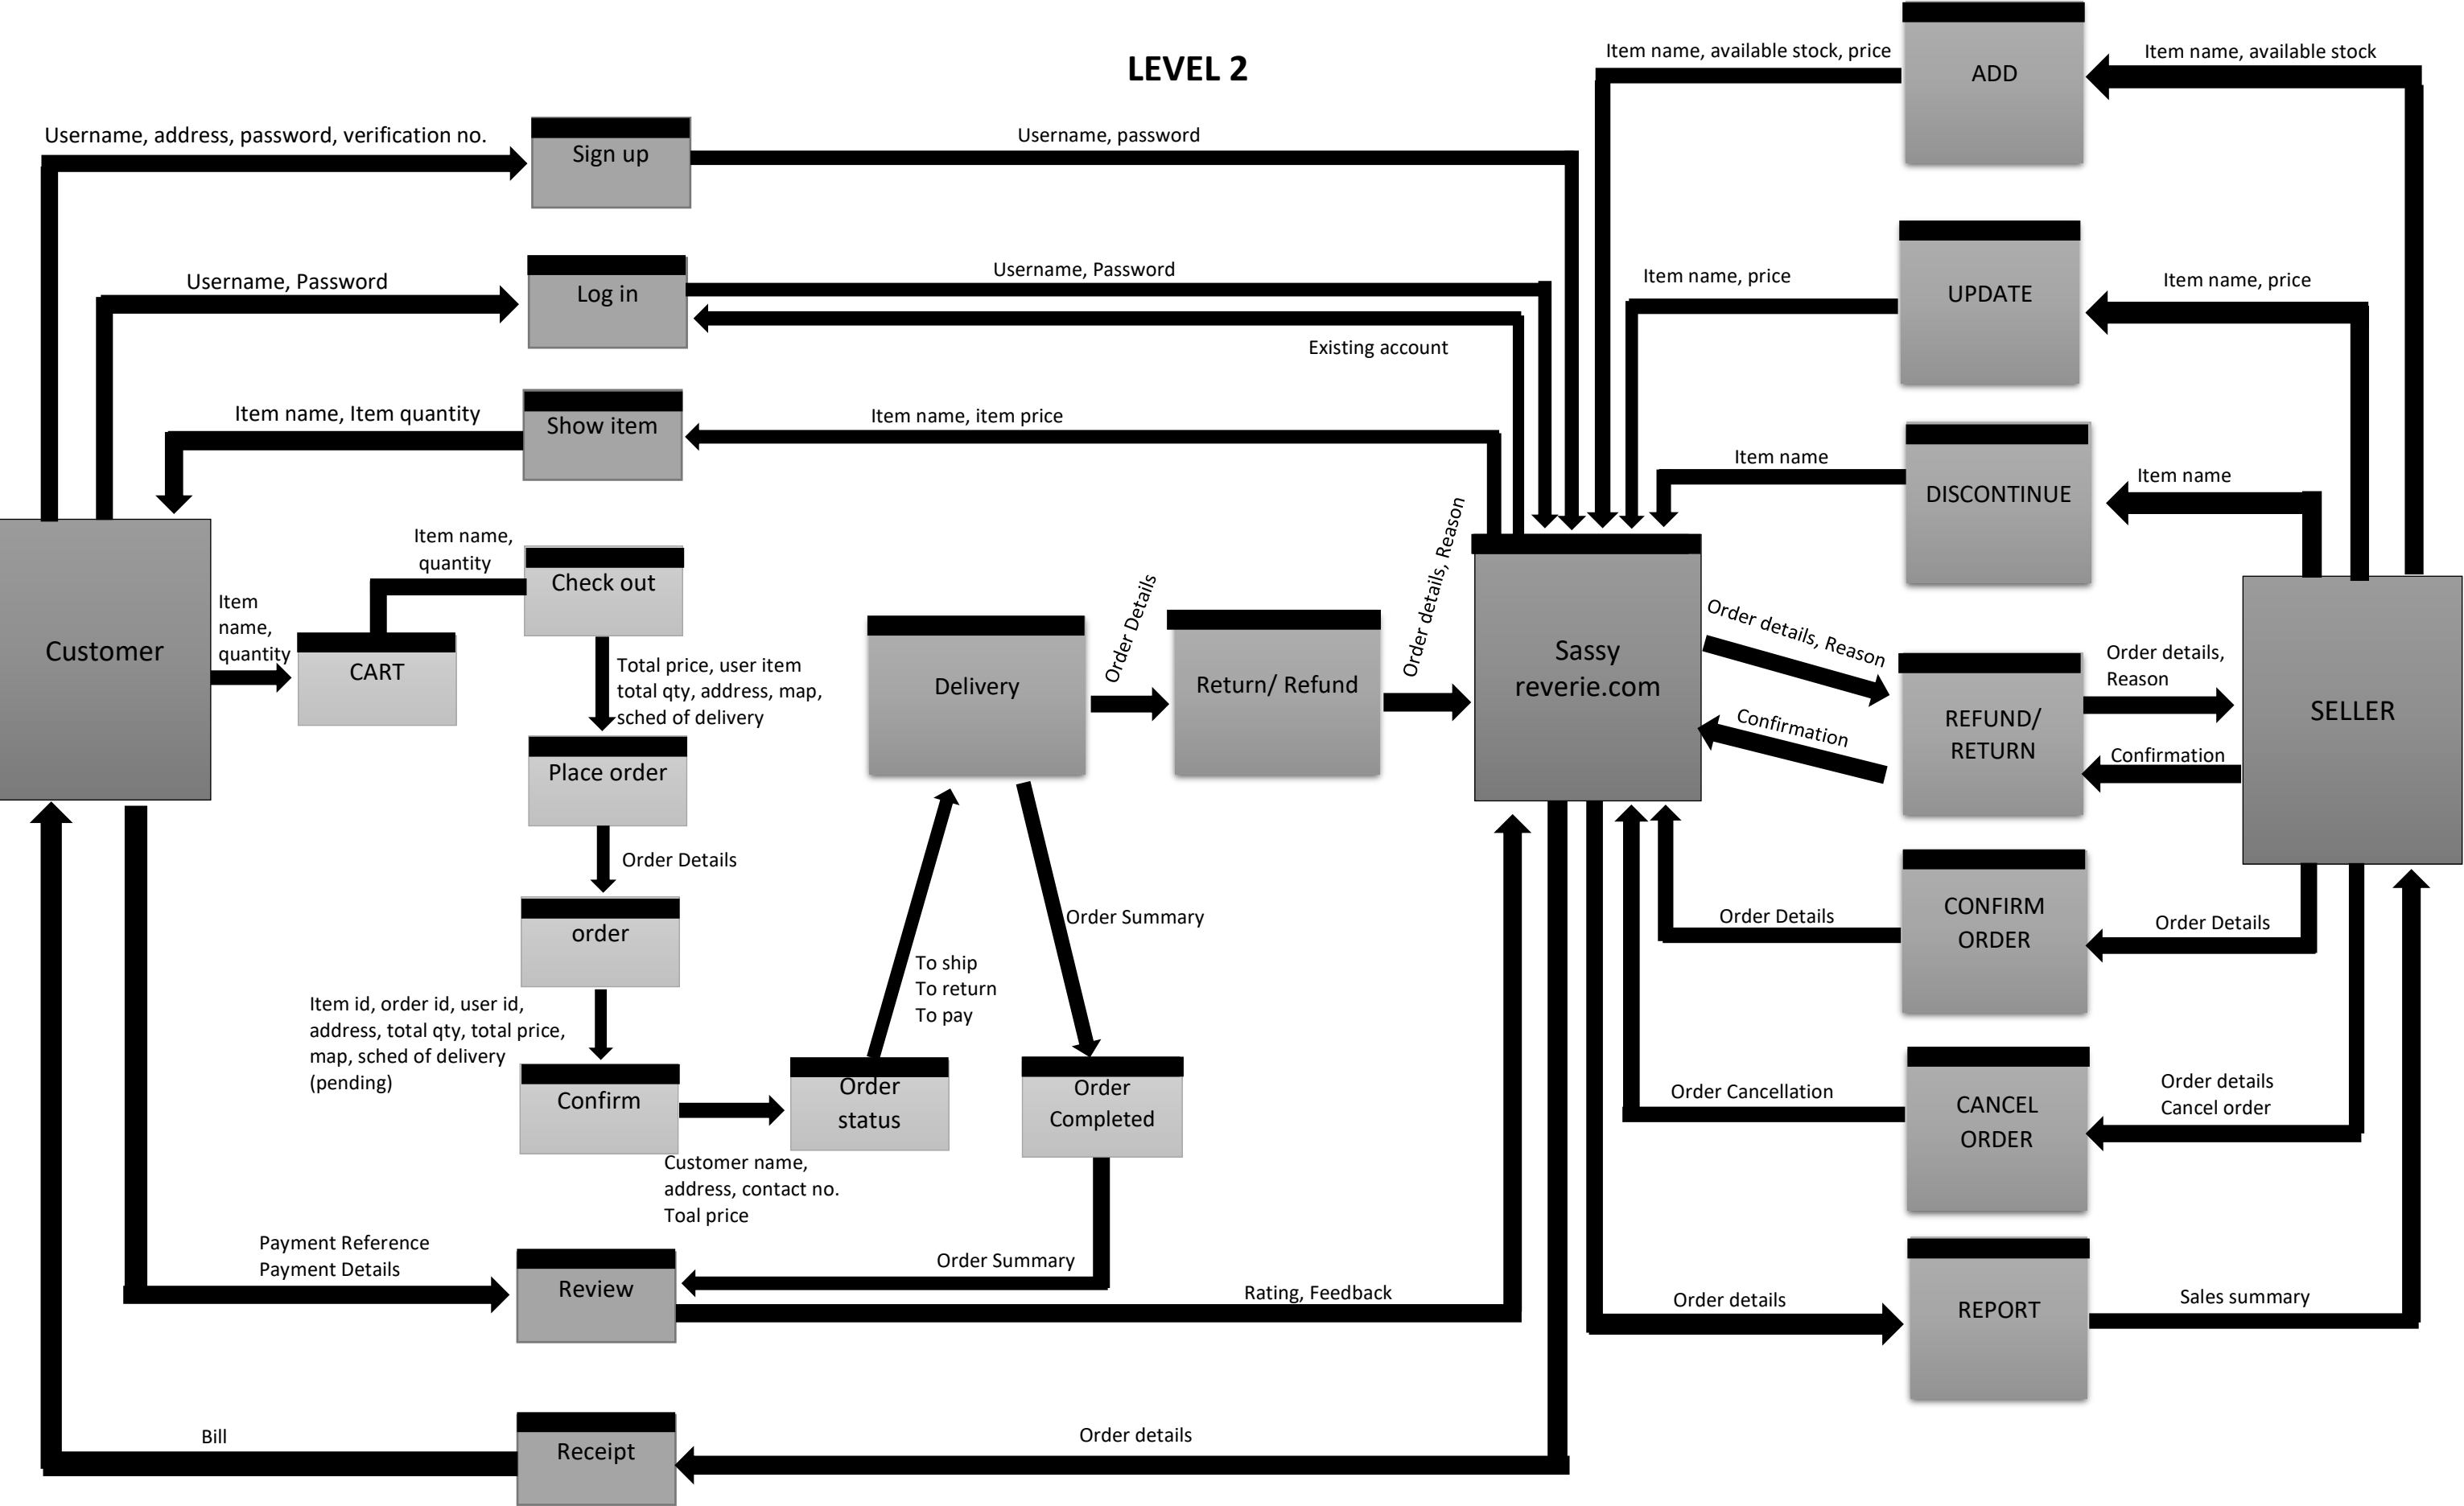 LEVEL 2
Item name, available stock, price
ADD
Item name, available stock
Username, address, password, verification no.
Sign up
Username, password
Username, Password
Log in
Username, Password
Existing account
Item name, price
UPDATE
Item name, price
Item name, Item quantity
Show item
Item name, item price
Item name
DISCONTINUE
Item name
Customer
Item
name,
quantity
CART
Item name,
quantity
Check out
Total price, user item
total qty, address, map,
sched of delivery
Place order
Order Details
order
Item id, order id, user id,
address, total qty, total price,
map, sched of delivery
(pending)
Confirm
Customer name,
address, contact no.
Toal price
Order
status
To ship
To return
To pay
Delivery
Order Details
Return/ Refund
Order details, Reason
Order Summary
Order
Completed
Order Summary
Sassy
reverie.com
Order details, Reason
Confirmation
REFUND/
RETURN
Order details,
Reason
Confirmation
SELLER
Order Details
CONFIRM
ORDER
Order Details
Order Cancellation
CANCEL
ORDER
Order details
Cancel order
Payment Reference
Payment Details
Review
Rating, Feedback
Order details
REPORT
Sales summary
Bill
Receipt
Order details